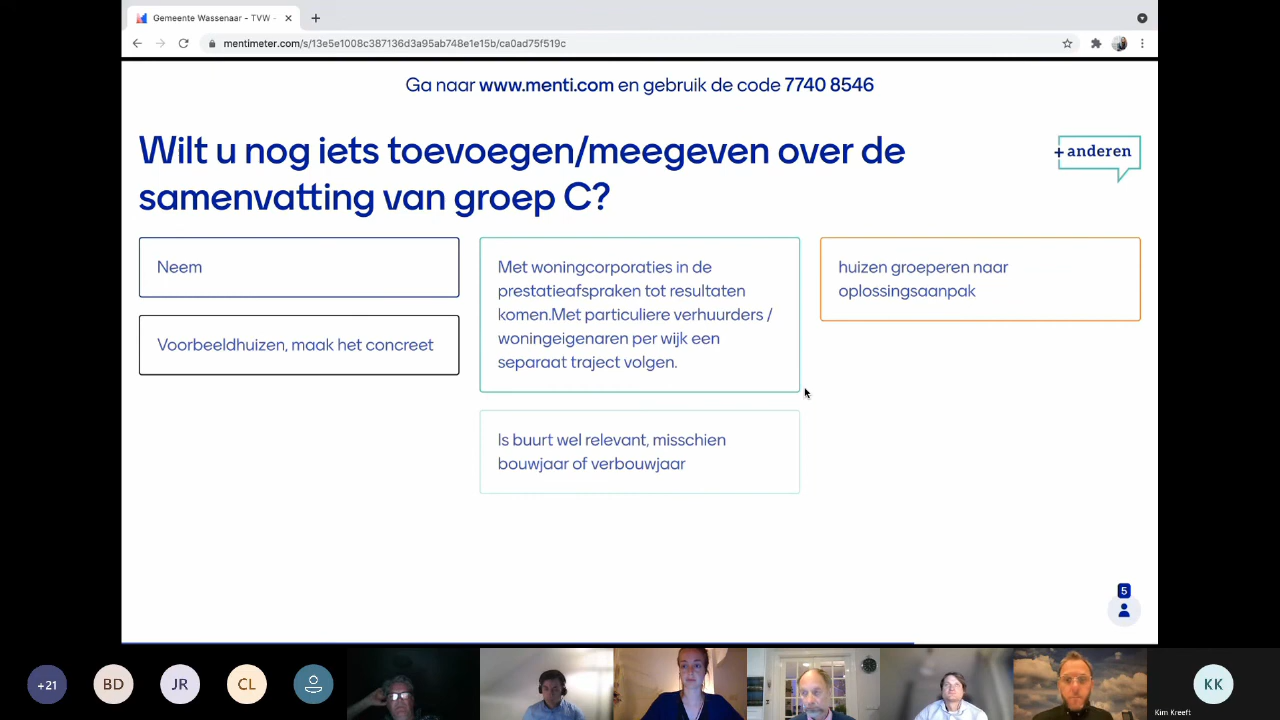 Gemeente Wassenaar - TVW -
mentimeter.com/s/13e5e1008c387136d3a95ab748e1e15b/ca0ad75f519c
Ga naar www.menti.com en gebruik de code 7740 8546
Wilt u nog iets toevoegen/meegeven over de
samenvatting van groep C?
+anderen
Neem
Voorbeeldhuizen, maak het concreet
Met woningcorporaties in de
prestatieafspraken tot resultaten
komen.Met particuliere verhuurders /
woningeigenaren per wijk een
separaat traject volgen.
Is buurt wel relevant, misschien
bouwjaar of verbouwjaar
huizen groeperen naar
oplossingsaanpak
5
+21
BD
JR
CL
KK
Kim Kreeft